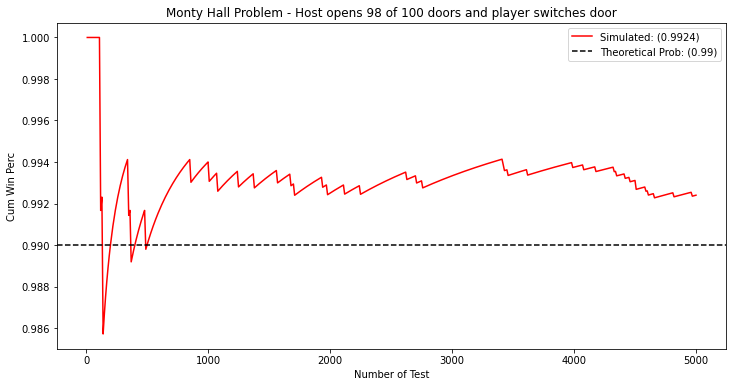 Monty Hall Problem - Host opens 98 of 100 doors and player switches door
Simulated: (0.9924)
Theoretical Prob: (0.99)
Cum Win Perc
1.000
0.998
0.996
0.994
0.992
0.990
0.988
0.986
0 1000 2000 3000 4000 5000
Number of Test